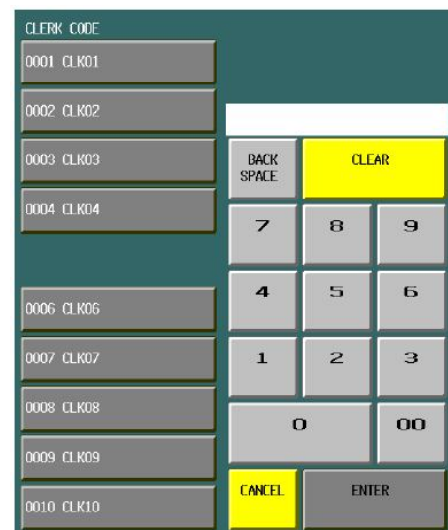 CLERK CODE
0001 CLK01
0002 CLK02
0003 CLK03
0004 CLK04
0006 CLK06
0007 CLK07
0008 CLK08
0009 CLK09
0010 CLK10
BACK
SPACE
CLEAR
7 8 9
4 5 6
1 2 3
0 00
CANCEL ENTER